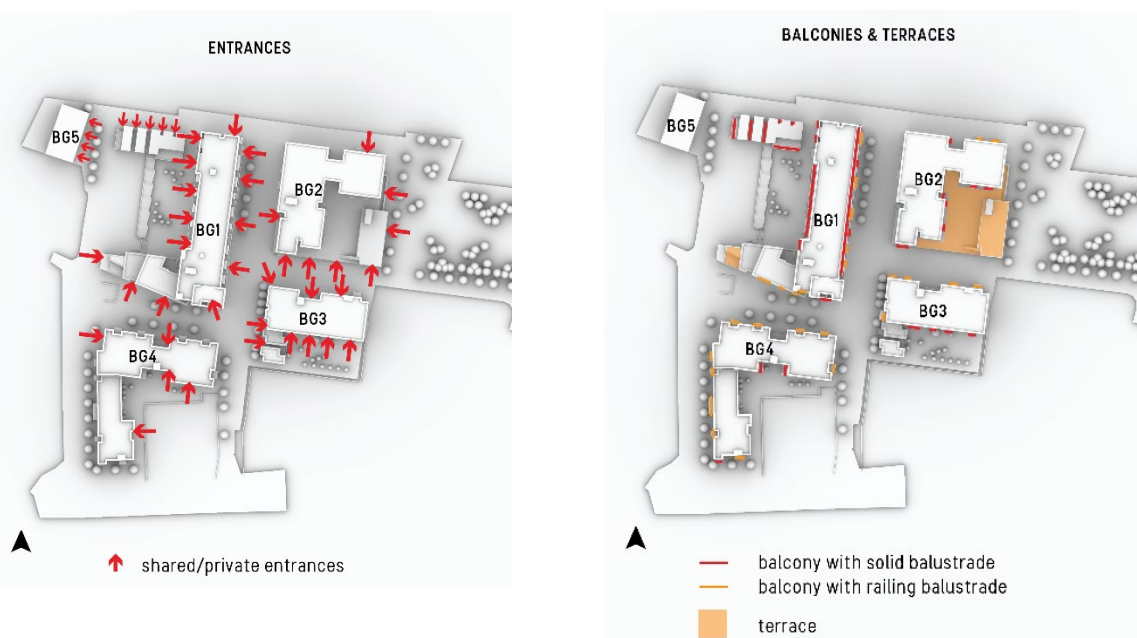 ENTRANCES
BG5
BG2
BG1
BG3
BG4
shared/private entrances
BALCONIES & TERRACES
BG5
BG2
BG1
BG3
BG4
balcony with solid balustrade
balcony with railing balustrade
terrace